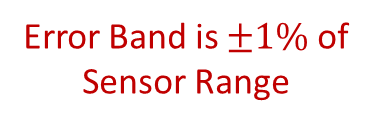 Error Band is ±1% of
Sensor Range